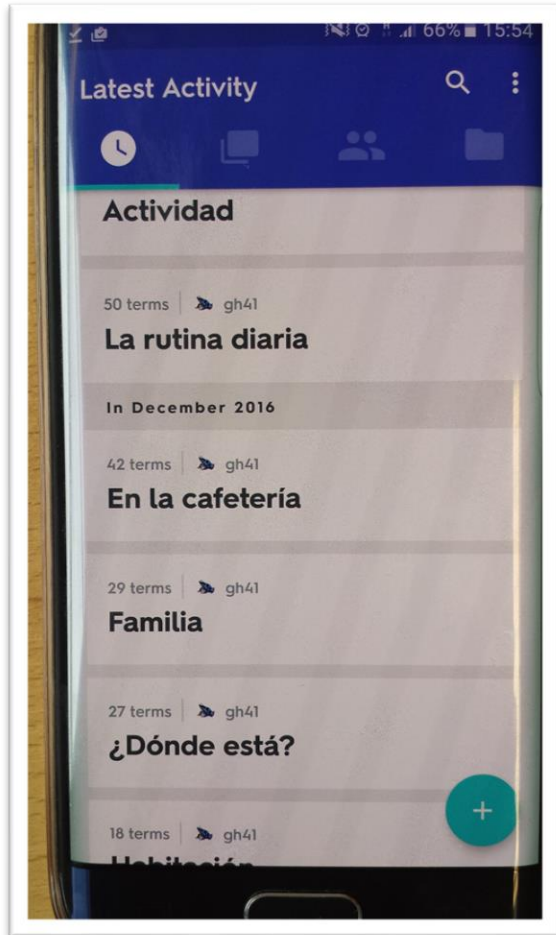 66% 15:54
Latest Activity
Actividad
50 terms gh41
La rutina diaria
In December 2016
42 terms gh41
En la cafetería
29 terms gh41
Familia
27 terms gh41
¿Dónde está?
18 terms gh41
Habitación